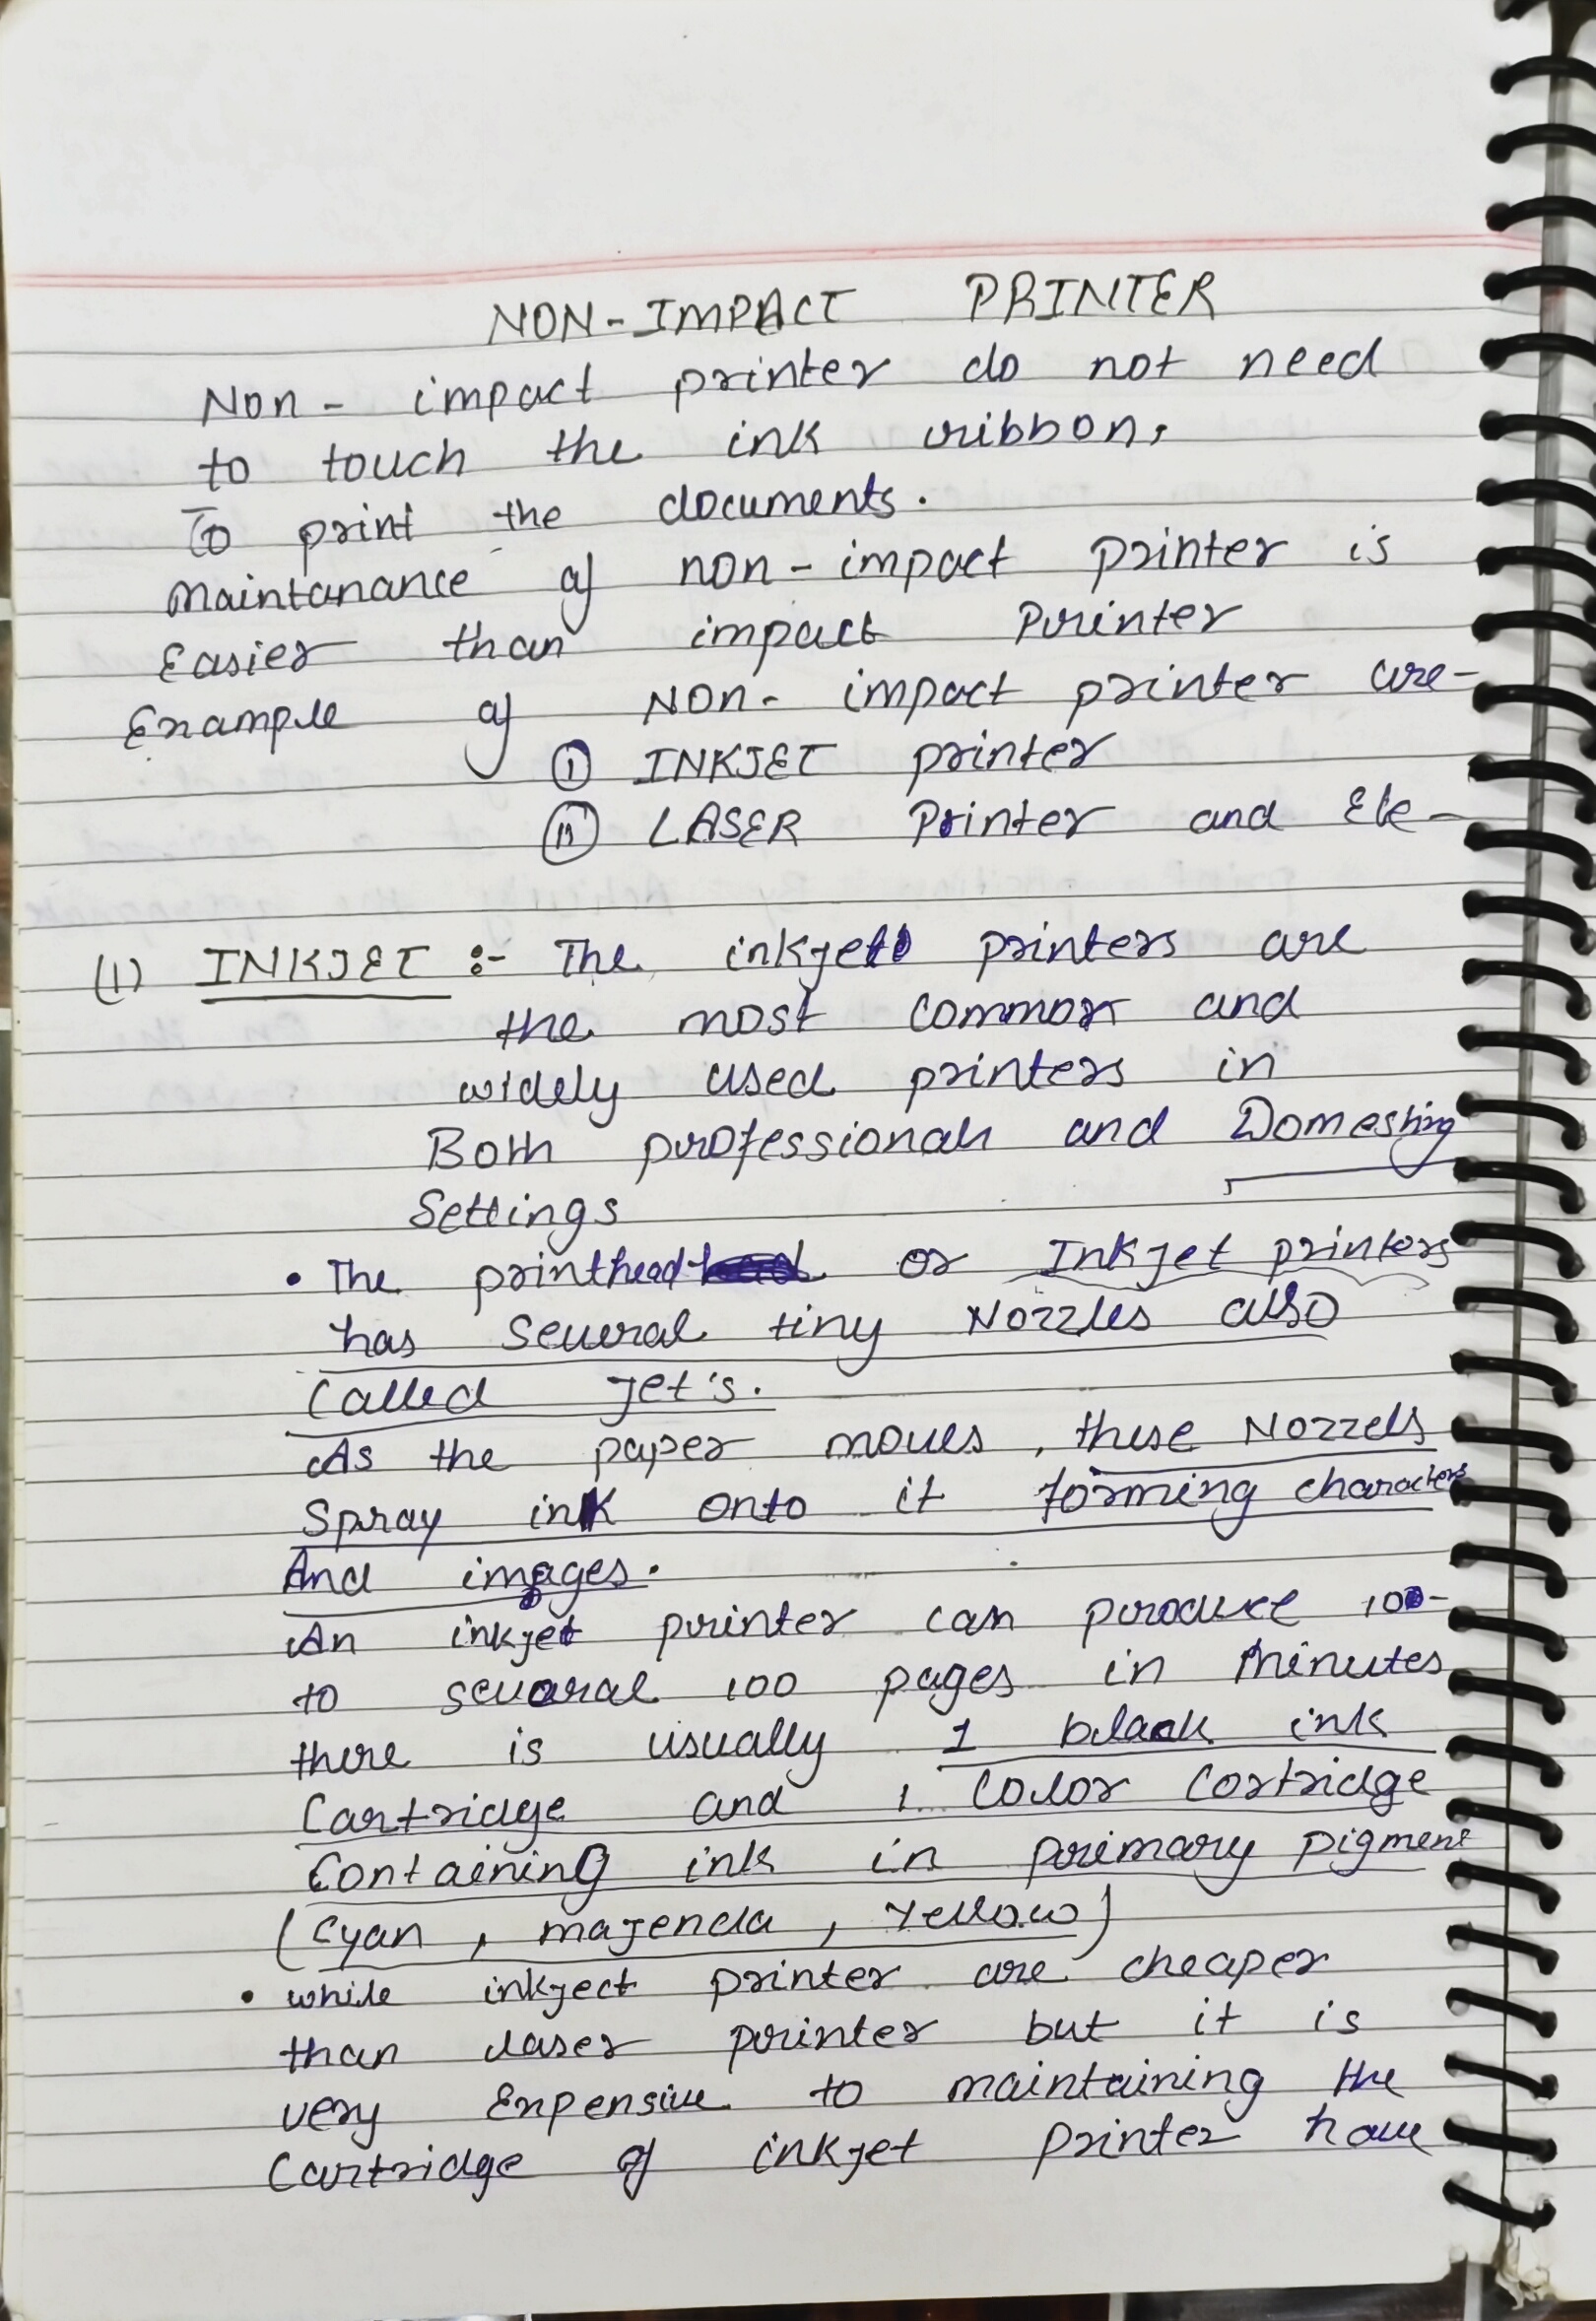 NON-IMPACT PRINTER
Non-impact printer do not need
to touch the ink ribbon,
To print the documents.
Maintanance of non-impact printer is
Easier than impact Printer
Example of NON-impact printer are-
(i) INKJET printer
(ii) LASER Printer and Ele-
(1) INKJET :- The inkjet printers are
the most common and
widely used printers in
Both professional and Domesting
Settings
• The printhead or Inkjet printers
has several tiny Nozzles also
Called Jet's.
As the paper moves, these Nozzels
Spray ink onto it forming characters
And images.
An inkjet printer can produce 100-
to sevaral 100 pages in Minutes
there is usually 1 black ink
Cartridge and 1 Color Cortridge
Containing ink in primary pigment
(Cyan, majenda, Yellow)
• while inkject printer are cheaper
than laser printer but it is
very Expensive to maintaining the
Cartridge of inkjet printer have